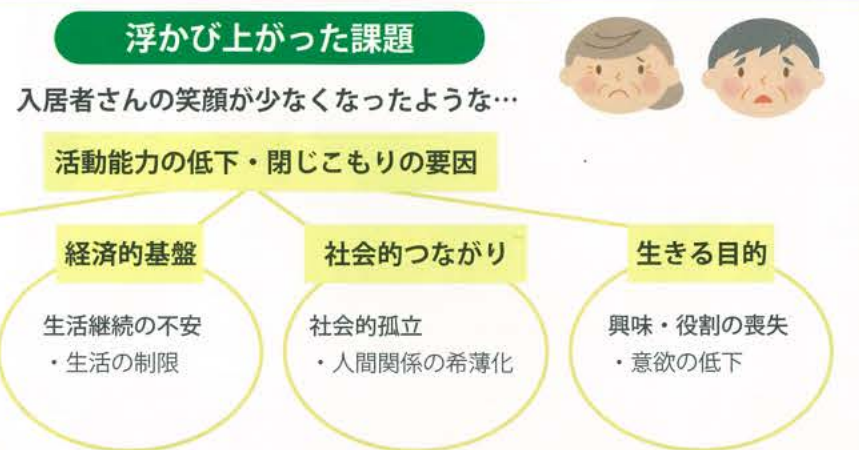 浮かび上がった課題
入居者さんの笑顔が少なくなったような…
活動能力の低下・閉じこもりの要因
経済的基盤
生活継続の不安
・生活の制限
社会的つながり
社会的孤立
・人間関係の希薄化
生きる目的
興味・役割の喪失
・意欲の低下